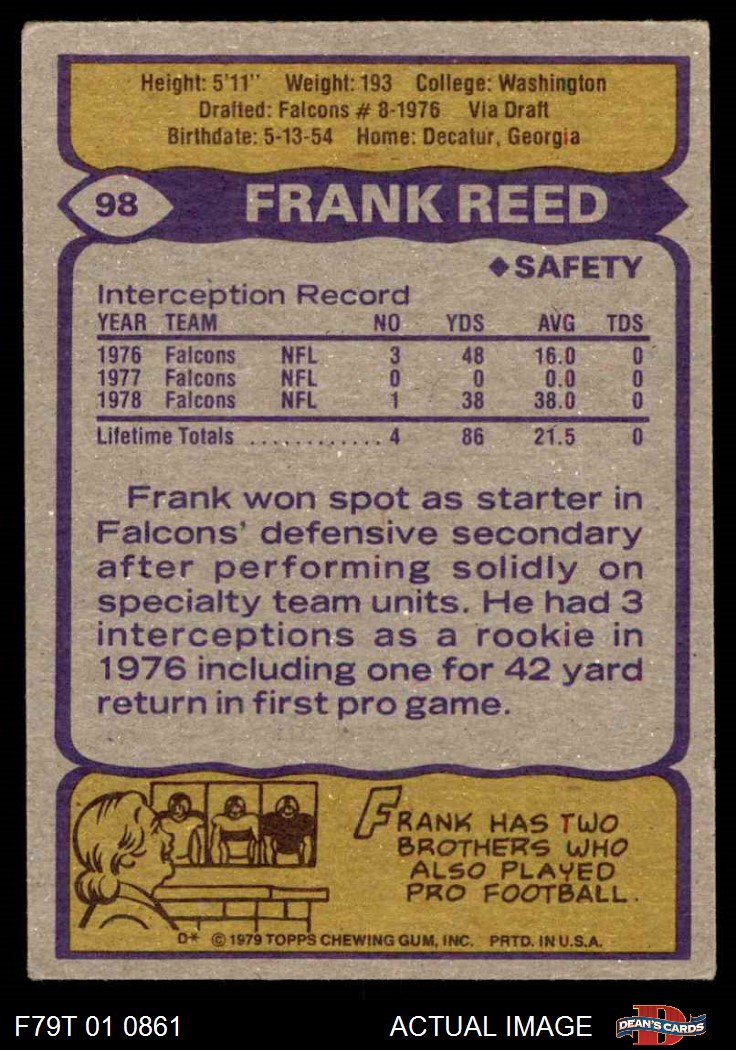 Height: 5'11" Weight: 193 College: Washington
Drafted: Falcons # 8-1976 Via Draft
Birthdate: 5-13-54 Home: Decatur, Georgia
98 FRANK REED
◆SAFETY
Interception Record
YEAR TEAM NO YDS AVG TDS
1976 Falcons NFL 3 48 16.0 0
1977 Falcons NFL 0 0 0.0 0
1978 Falcons NFL 1 38 38.0 0
Lifetime Totals ............ 4 86 21.5 0
Frank won spot as starter in
Falcons' defensive secondary
after performing solidly on
specialty team units. He had 3
interceptions as a rookie in
1976 including one for 42 yard
return in first pro game.
FRANK HAS TWO
BROTHERS WHO
ALSO PLAYED
PRO FOOTBALL.
D* © 1979 TOPPS CHEWING GUM, INC. PRTD. IN U.S.A.
F79T 01 0861 ACTUAL IMAGE D DEAN'S CARDS